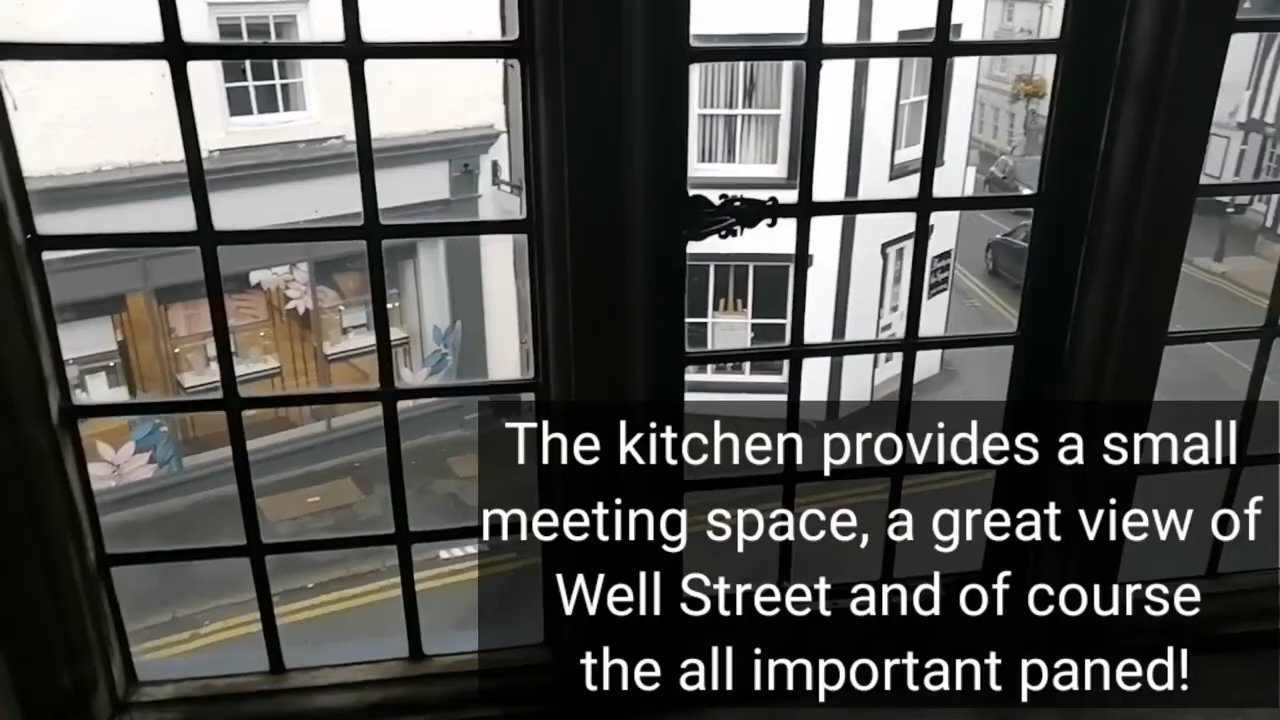 The kitchen provides a small
meeting space, a great view of
Well Street and of course
the all important paned!